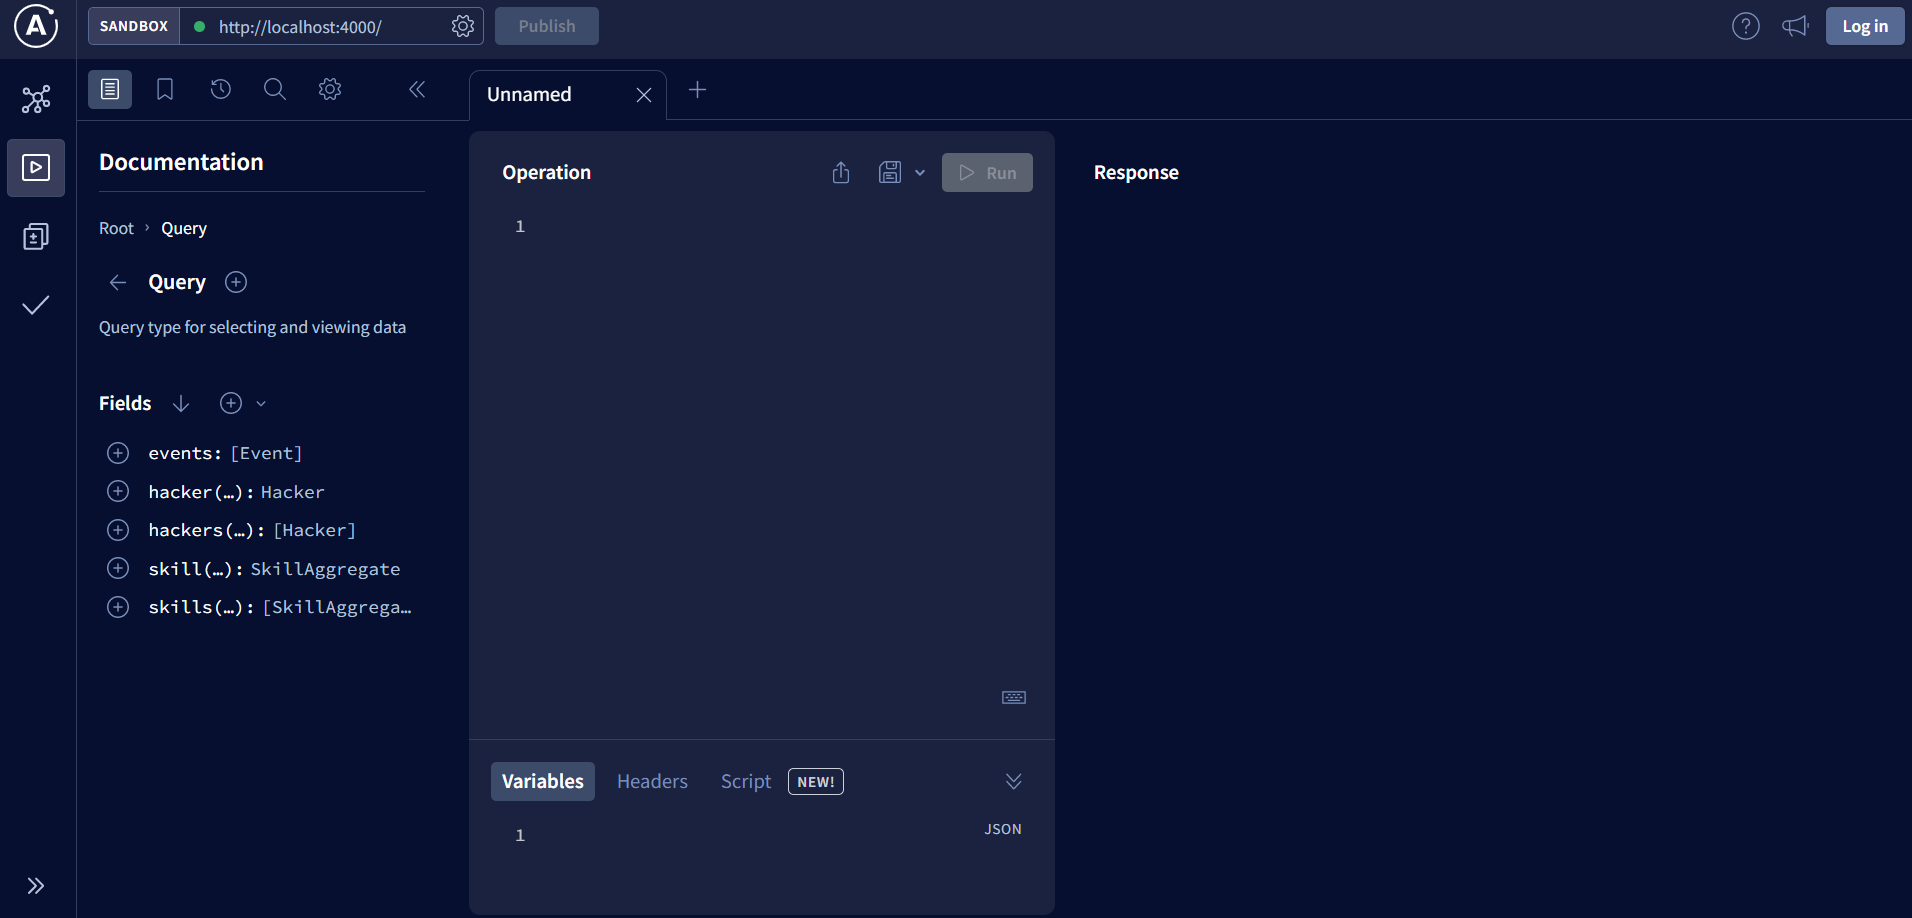 SANDBOX http://localhost:4000/ Publish Log in
Unnamed
Documentation
Root › Query
Query
Query type for selecting and viewing data
Fields
events: [Event]
hacker(…): Hacker
hackers(…): [Hacker]
skill(…): SkillAggregate
skills(…): [SkillAggrega…
Operation Run
1
Variables Headers Script NEW!
1 JSON
Response